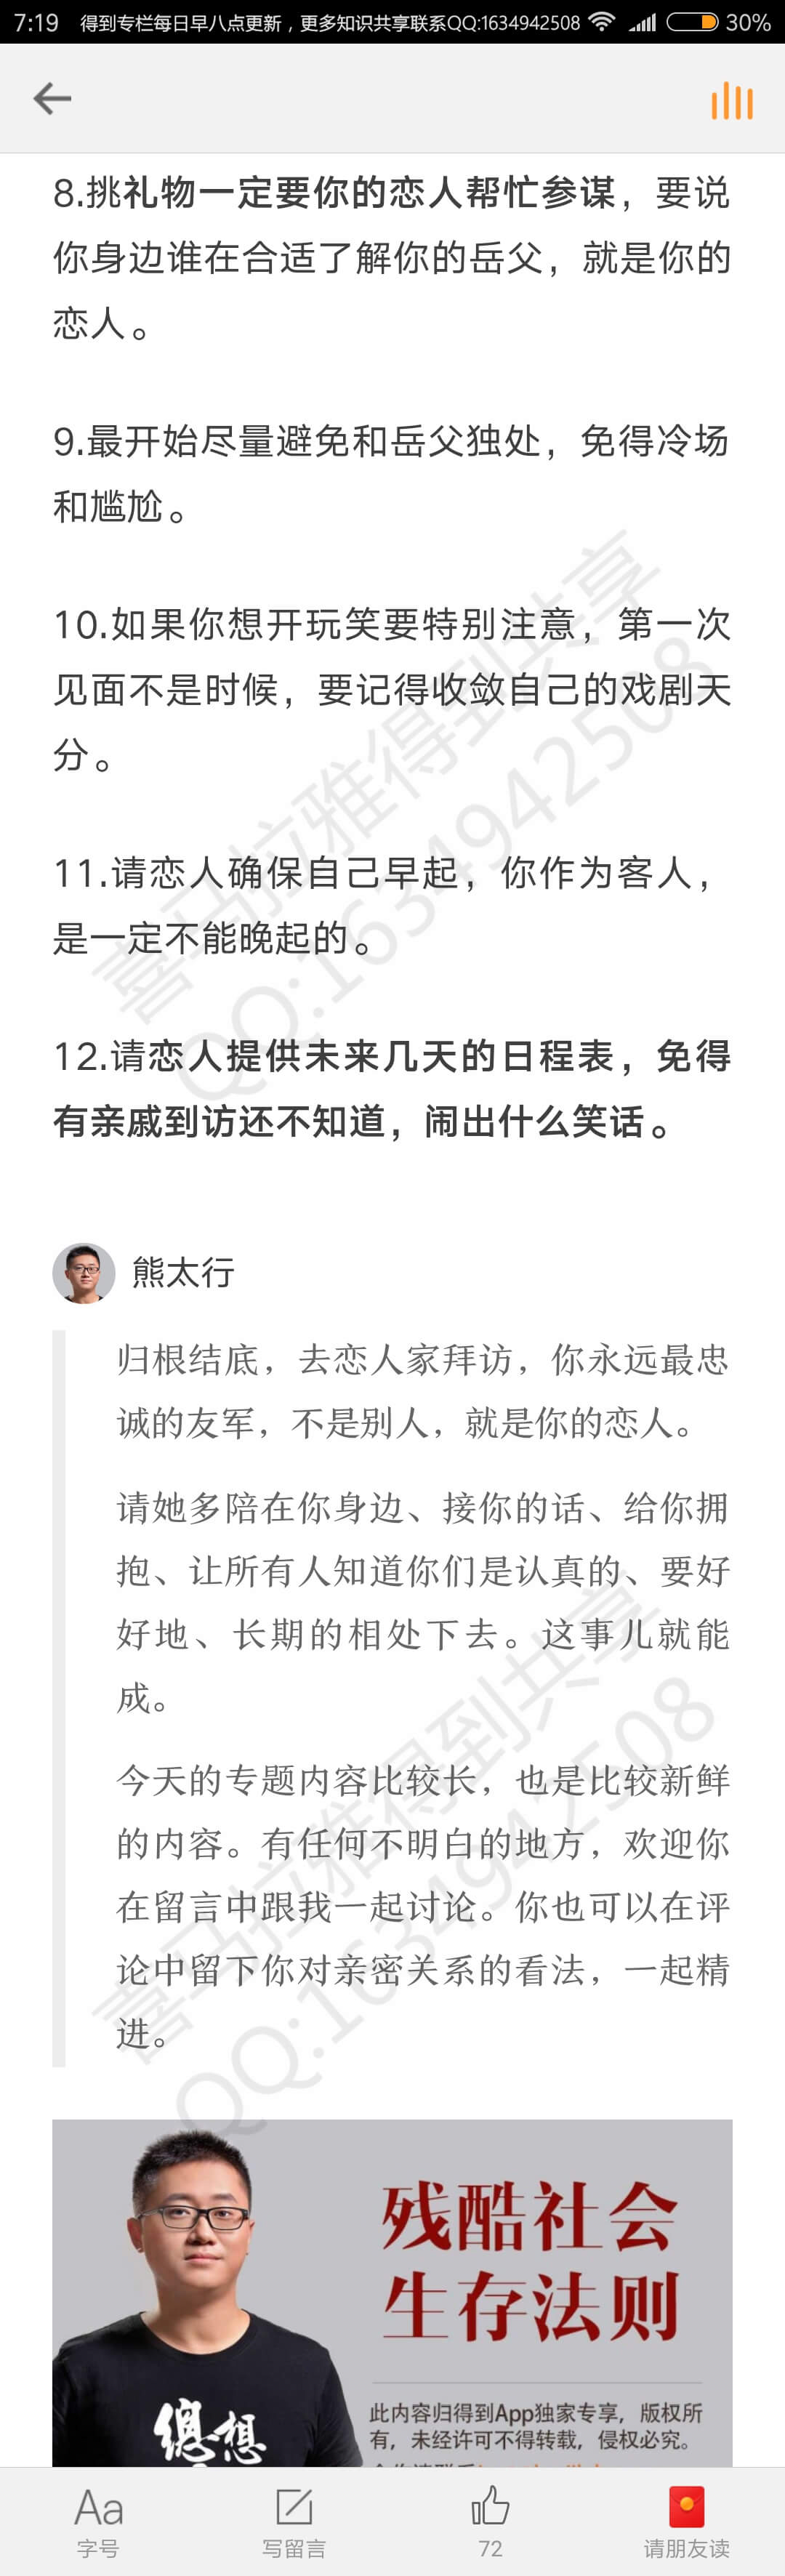 7:19 得到专栏每日早八点更新，更多知识共享联系QQ:1634942508 30%
8.挑礼物一定要你的恋人帮忙参谋，要说
你身边谁在合适了解你的岳父，就是你的
恋人。
9.最开始尽量避免和岳父独处，免得冷场
和尴尬。
10.如果你想开玩笑要特别注意，第一次
见面不是时候，要记得收敛自己的戏剧天
分。
11.请恋人确保自己早起，你作为客人，
是一定不能晚起的。
12.请恋人提供未来几天的日程表，免得
有亲戚到访还不知道，闹出什么笑话。
喜马拉雅得到共享
QQ:1634942508
熊太行
归根结底，去恋人家拜访，你永远最忠
诚的友军，不是别人，就是你的恋人。
请她多陪在你身边、接你的话、给你拥
抱、让所有人知道你们是认真的、要好
好地、长期的相处下去。这事儿就能
成。
今天的专题内容比较长，也是比较新鲜
的内容。有任何不明白的地方，欢迎你
在留言中跟我一起讨论。你也可以在评
论中留下你对亲密关系的看法，一起精
进。
喜马拉雅得到共享
QQ:1634942508
残酷社会
生存法则
此内容归得到App独家专享，版权所
有，未经许可不得转载，侵权必究。
Aa
字号
写留言
72
请朋友读